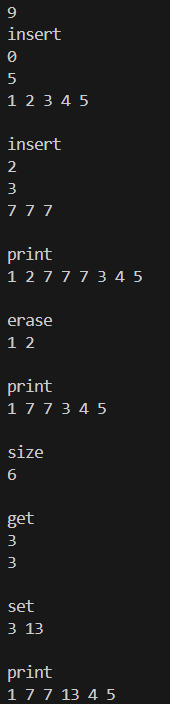 9
insert
0
5
1 2 3 4 5
insert
2
3
7 7 7
print
1 2 7 7 7 3 4 5
erase
1 2
print
1 7 7 3 4 5
size
6
get
3
3
set
3 13
print
1 7 7 13 4 5